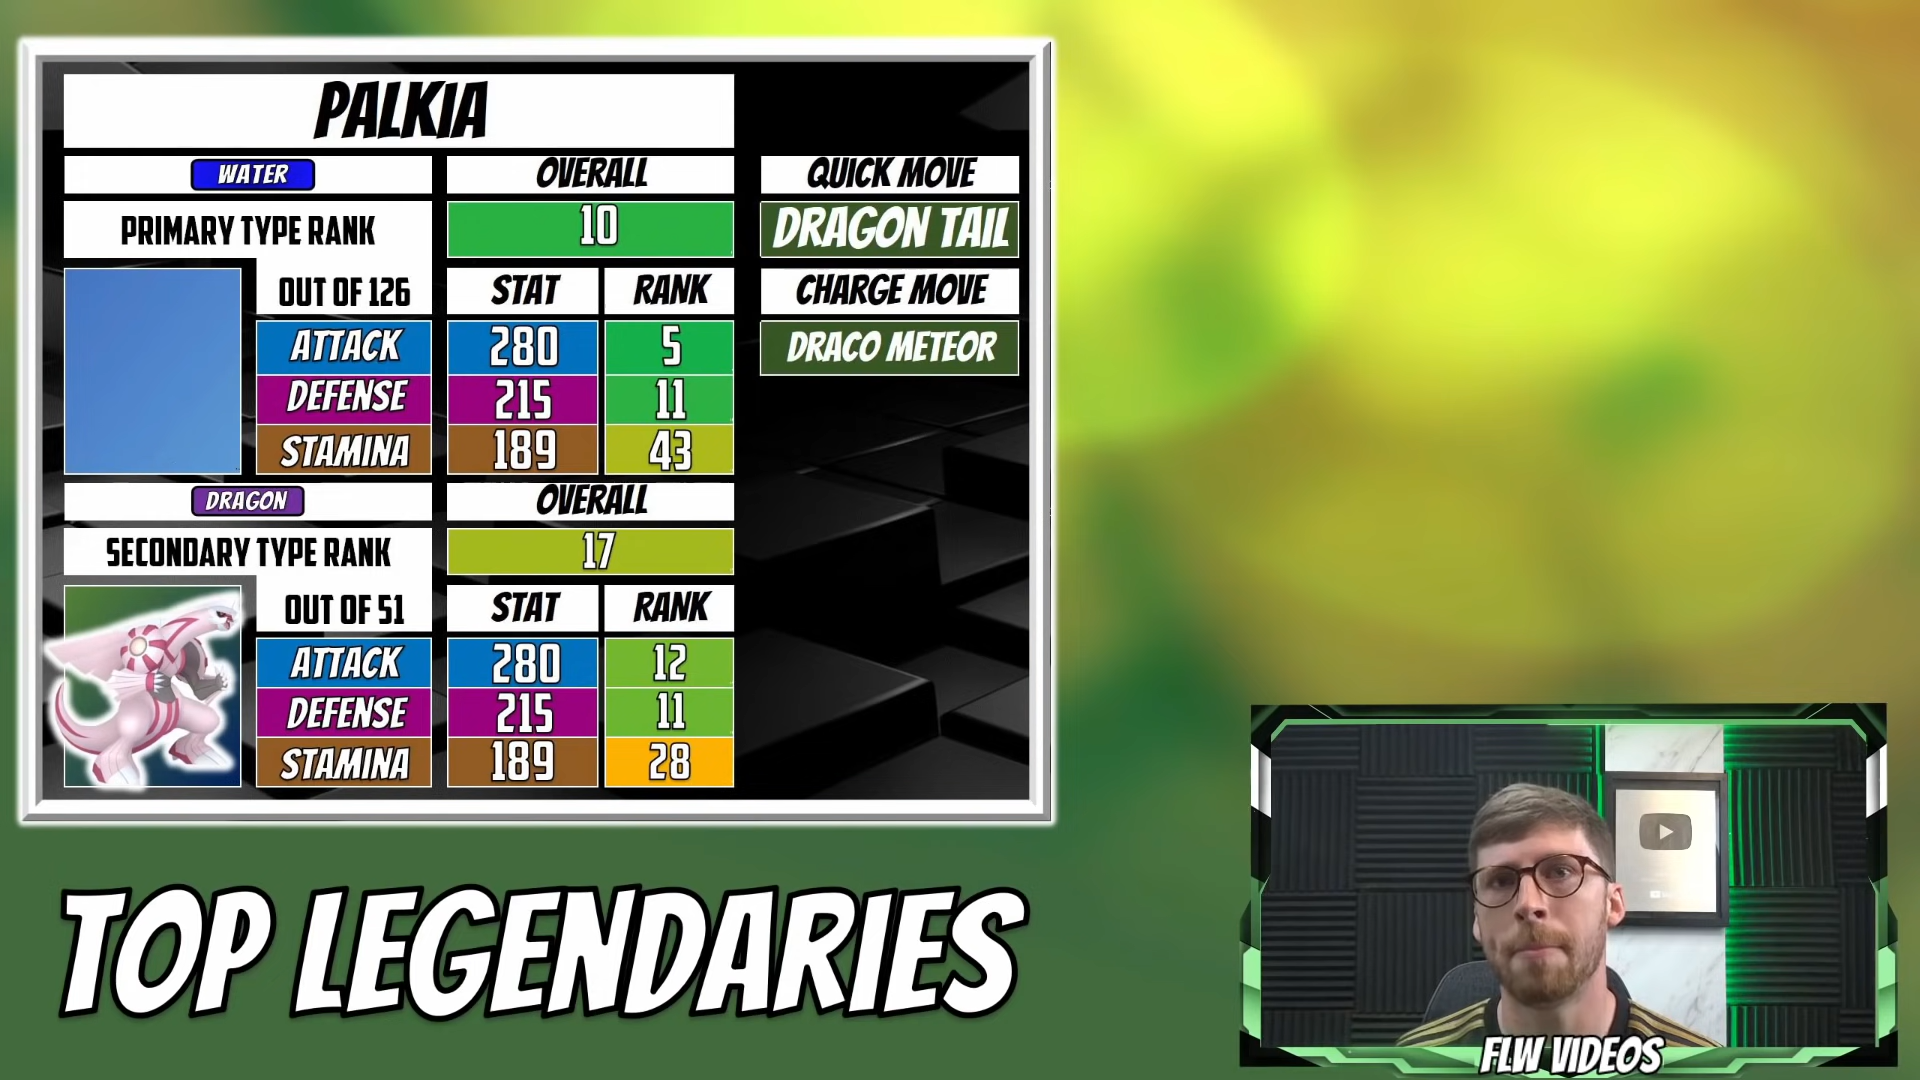 PALKIA
WATER
OVERALL
QUICK MOVE
PRIMARY TYPE RANK
10
DRAGON TAIL
OUT OF 126
STAT
RANK
CHARGE MOVE
ATTACK
280
5
DRACO METEOR
DEFENSE
215
11
STAMINA
189
43
DRAGON
OVERALL
SECONDARY TYPE RANK
17
OUT OF 51
STAT
RANK
ATTACK
280
12
DEFENSE
215
11
STAMINA
189
28
TOP LEGENDARIES
FLW VIDEOS